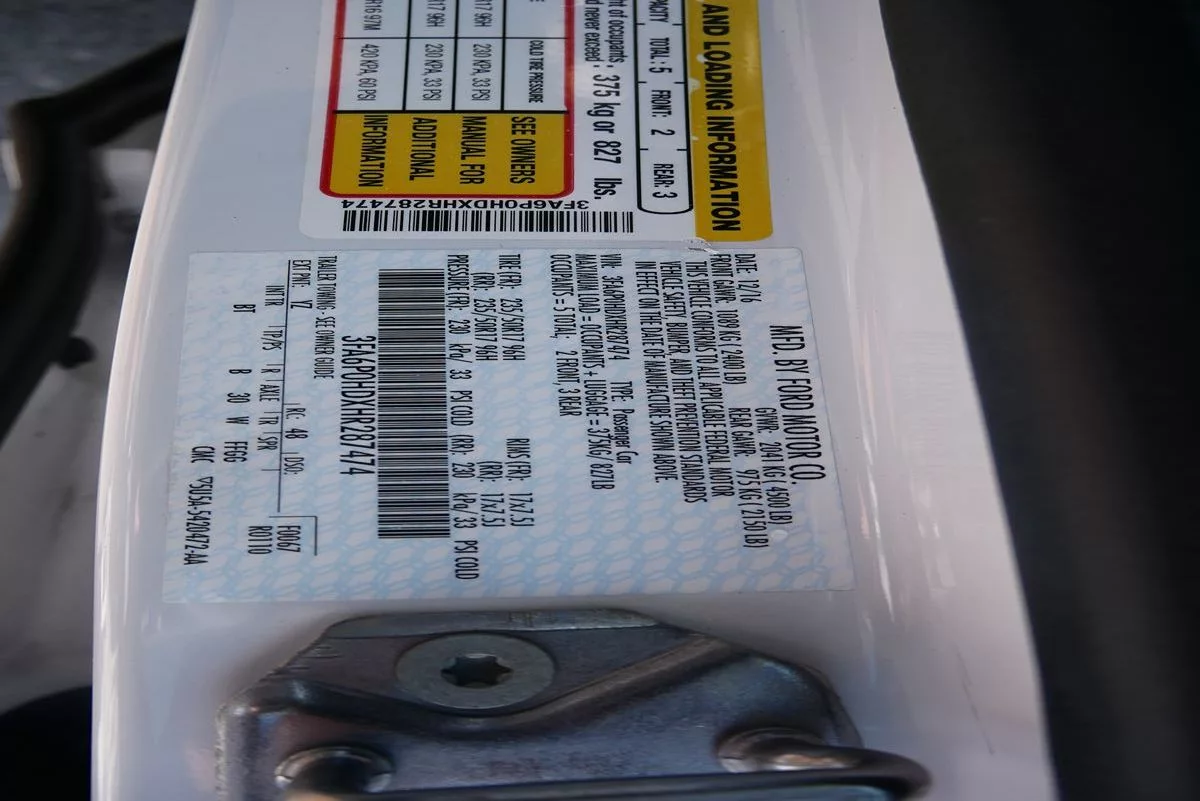 AND LOADING INFORMATION
TOTAL: 5 FRONT: 2 REAR: 3
of occupants
never exceed 375 kg or 827 lbs.
COLD TIRE PRESSURE
230 KPA, 33 PSI
230 KPA, 33 PSI
420 KPA, 60 PSI
SEE OWNERS
MANUAL FOR
ADDITIONAL
INFORMATION
3FA6P0HDXHR287474
MFD. BY FORD MOTOR CO.
DATE: 12/16 GVWR: 2041 KG ( 4500 LB)
FRONT GAWR: 1089 KG (2400 LB) REAR GAWR: 975 KG ( 2150 LB)
THIS VEHICLE CONFORMS TO ALL APPLICABLE FEDERAL MOTOR
VEHICLE SAFETY, BUMPER, AND THEFT PREVENTION STANDARDS
IN EFFECT ON THE DATE OF MANUFACTURE SHOWN ABOVE.
VIN: 3FA6P0HDXHR287474 TYPE: Passenger Car
MAXIMUM LOAD = OCCUPANTS + LUGGAGE = 375KG/ 827LB
OCCUPANTS = 5 TOTAL; 2 FRONT, 3 REAR
TIRE (FR): 235/50R17 96H RIMS (FR): 17x7.5J
(RR): 235/50R17 96H (RR): 17x7.5J
PRESSURE (FR): 230 kPa/ 33 PSI COLD (RR): 230 kPa/ 33 PSI COLD
3FA6P0HDXHR287474
TRAILER TOWING - SEE OWNER GUIDE
EXT PNT: YZ RC: 48 DSO: F0067
INT TR TP/PS R AXLE TR SPR R0110
BT B 30 W FFGG